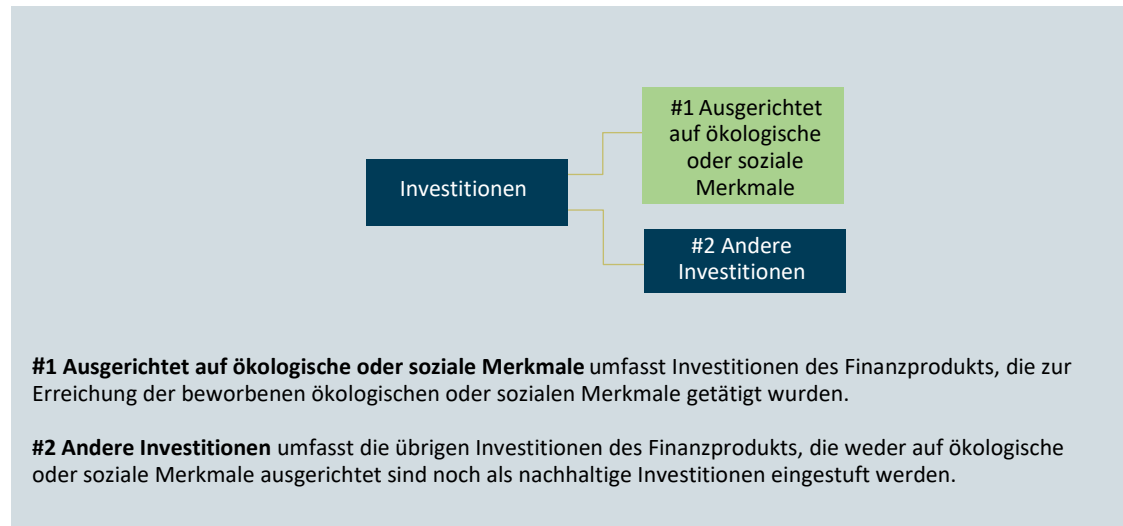 #1 Ausgerichtet
auf ökologische
oder soziale
Merkmale
Investitionen
#2 Andere
Investitionen
#1 Ausgerichtet auf ökologische oder soziale Merkmale umfasst Investitionen des Finanzprodukts, die zur
Erreichung der beworbenen ökologischen oder sozialen Merkmale getätigt wurden.
#2 Andere Investitionen umfasst die übrigen Investitionen des Finanzprodukts, die weder auf ökologische
oder soziale Merkmale ausgerichtet sind noch als nachhaltige Investitionen eingestuft werden.